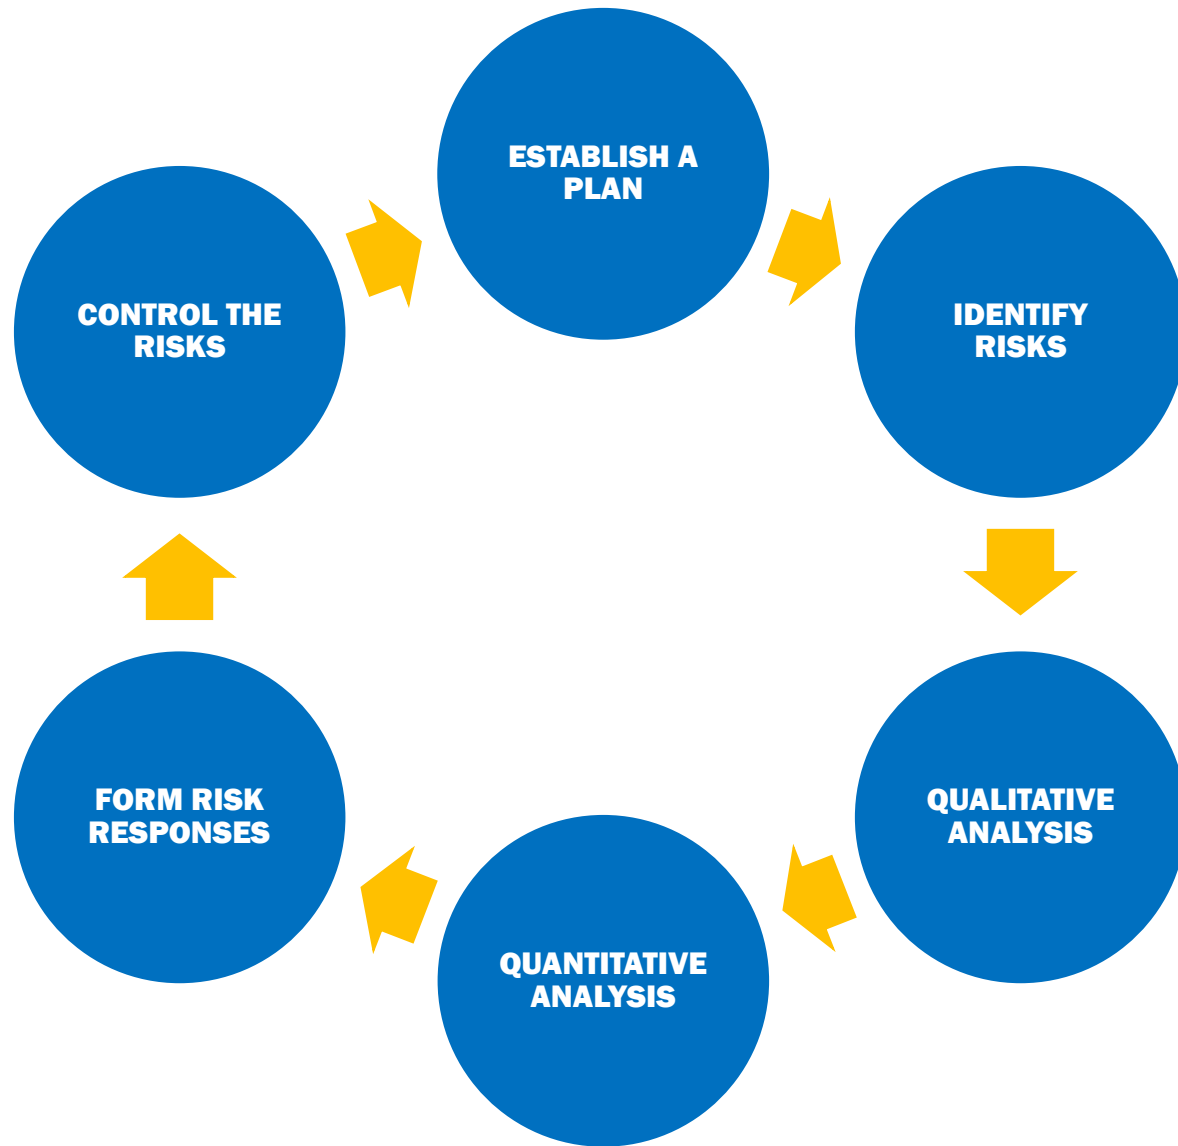 ESTABLISH A
PLAN
IDENTIFY
RISKS
QUALITATIVE
ANALYSIS
QUANTITATIVE
ANALYSIS
FORM RISK
RESPONSES
CONTROL THE
RISKS